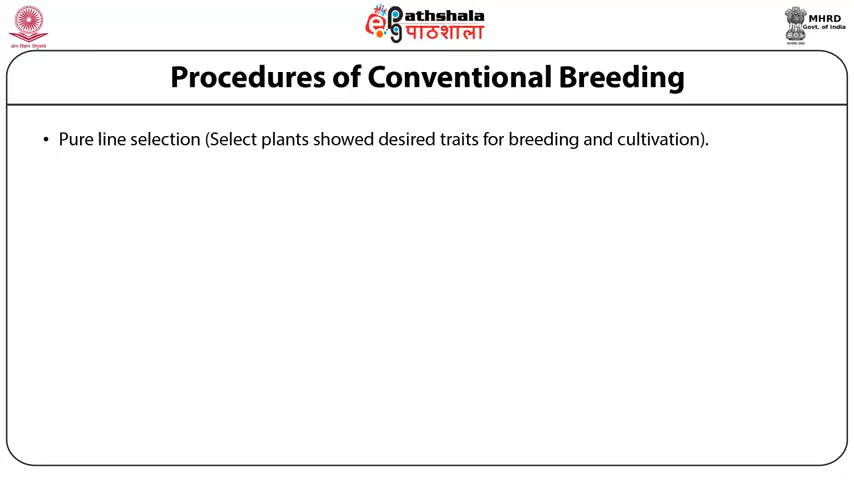 Pathshala
पाठशाला
MHRD
Govt. of India
Procedures of Conventional Breeding
• Pure line selection (Select plants showed desired traits for breeding and cultivation).